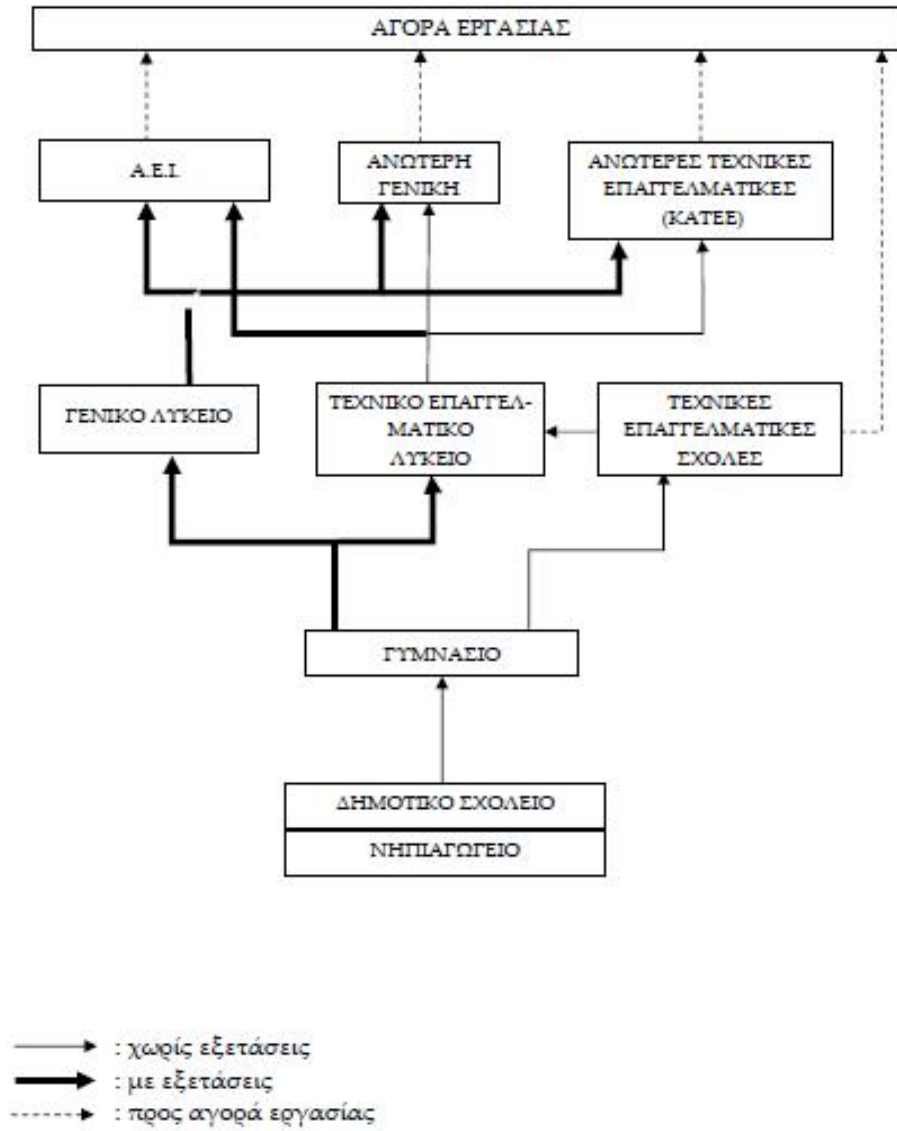 ΑΓΟΡΑ ΕΡΓΑΣΙΑΣ
Α.Ε.Ι.
ΑΝΩΤΕΡΗ
ΓΕΝΙΚΗ
ΑΝΩΤΕΡΕΣ ΤΕΧΝΙΚΕΣ
ΕΠΑΓΓΕΛΜΑΤΙΚΕΣ
(ΚΑΤΕΕ)
ΓΕΝΙΚΟ ΛΥΚΕΙΟ
ΤΕΧΝΙΚΟ ΕΠΑΓΓΕΛ-
ΜΑΤΙΚΟ
ΛΥΚΕΙΟ
ΤΕΧΝΙΚΕΣ
ΕΠΑΓΓΕΛΜΑΤΙΚΕΣ
ΣΧΟΛΕΣ
ΓΥΜΝΑΣΙΟ
ΔΗΜΟΤΙΚΟ ΣΧΟΛΕΙΟ
ΝΗΠΙΑΓΩΓΕΙΟ
: χωρίς εξετάσεις
: με εξετάσεις
: προς αγορά εργασίας